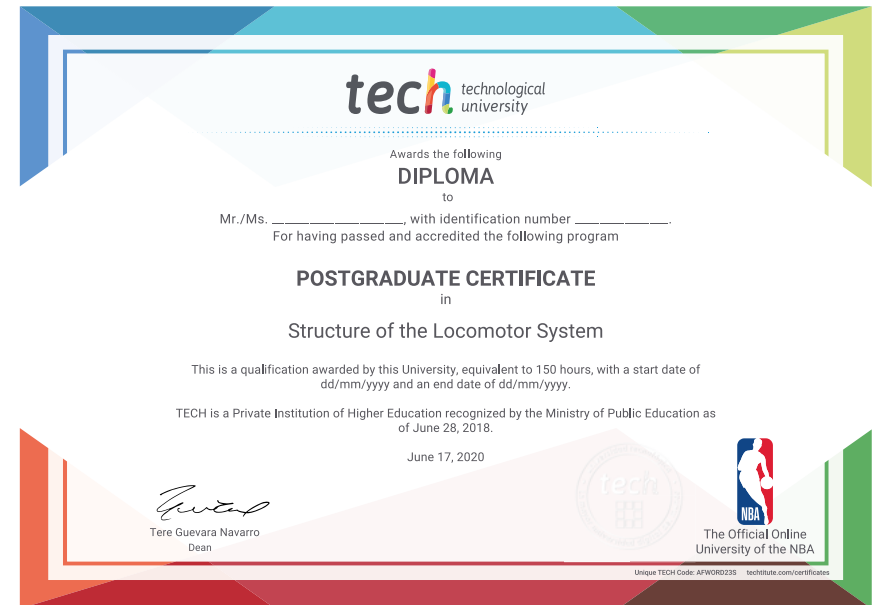 tech technological
university
Awards the following
DIPLOMA
to
Mr./Ms. ____________________, with identification number ______________.
For having passed and accredited the following program
POSTGRADUATE CERTIFICATE
in
Structure of the Locomotor System
This is a qualification awarded by this University, equivalent to 150 hours, with a start date of
dd/mm/yyyy and an end date of dd/mm/yyyy.
TECH is a Private Institution of Higher Education recognized by the Ministry of Public Education as
of June 28, 2018.
June 17, 2020
tech
NBA
Tere Guevara Navarro
Dean
The Official Online
University of the NBA
Unique TECH Code: AFWORD23S techtitute.com/certificates